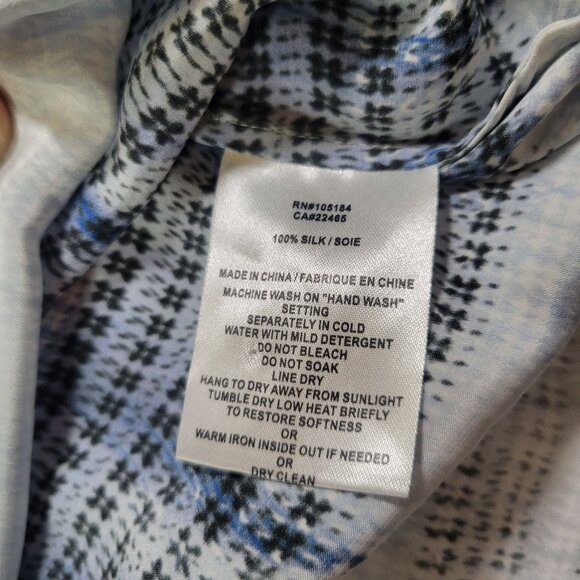 RN#105184
CA#22465
100% SILK / SOIE
MADE IN CHINA / FABRIQUE EN CHINE
MACHINE WASH ON "HAND WASH"
SETTING
SEPARATELY IN COLD
WATER WITH MILD DETERGENT
DO NOT BLEACH
DO NOT SOAK
LINE DRY
HANG TO DRY AWAY FROM SUNLIGHT
TUMBLE DRY LOW HEAT BRIEFLY
TO RESTORE SOFTNESS
OR
WARM IRON INSIDE OUT IF NEEDED
OR
DRY CLEAN